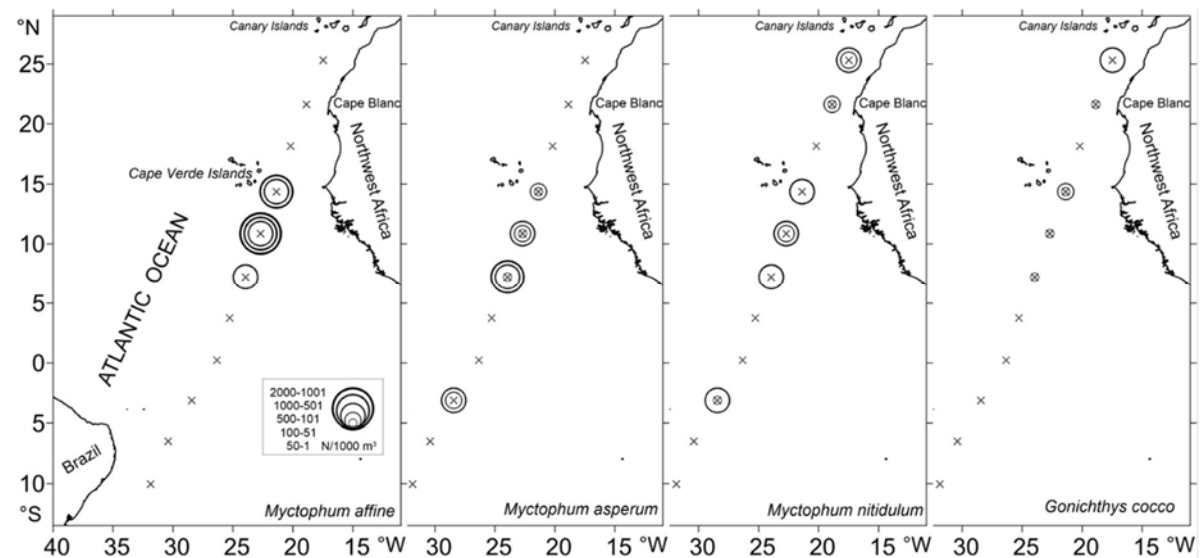 °N
25
20
15
10
5
0
5
10
°S
Canary Islands
Cape Blanc
Northwest Africa
Cape Verde Islands
ATLANTIC OCEAN
Brazil
2000-1001
1000-501
500-101
100-51
50-1 N/1000 m³
Myctophum affine
40 35 30 25 20 15 °W
Canary Islands
Cape Blanc
Northwest Africa
Myctophum asperum
30 25 20 15 °W
Canary Islands
Cape Blanc
Northwest Africa
Myctophum nitidulum
30 25 20 15 °W
Canary Islands
Cape Blanc
Northwest Africa
Gonichthys cocco
30 25 20 15 °W